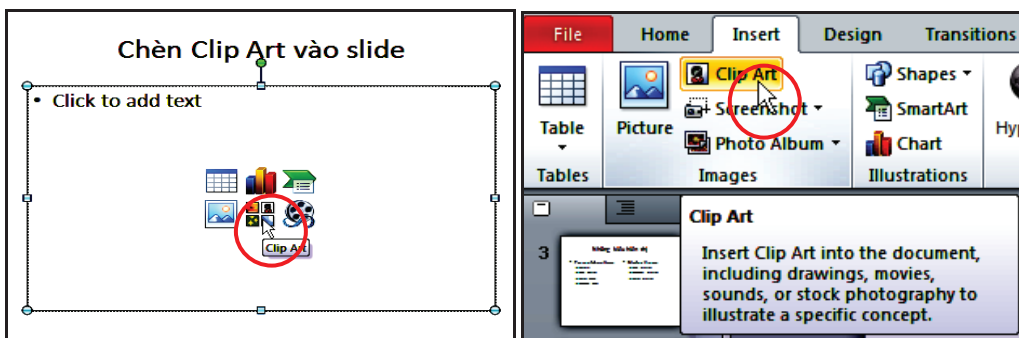 Chèn Clip Art vào slide
• Click to add text
Clip Art
File Home Insert Design Transitions
Table
Tables
Picture
Clip Art
Screenshot
Photo Album
Images
Shapes
SmartArt
Chart
Illustrations
Hyp
3
Clip Art
Insert Clip Art into the document,
including drawings, movies,
sounds, or stock photography to
illustrate a specific concept.